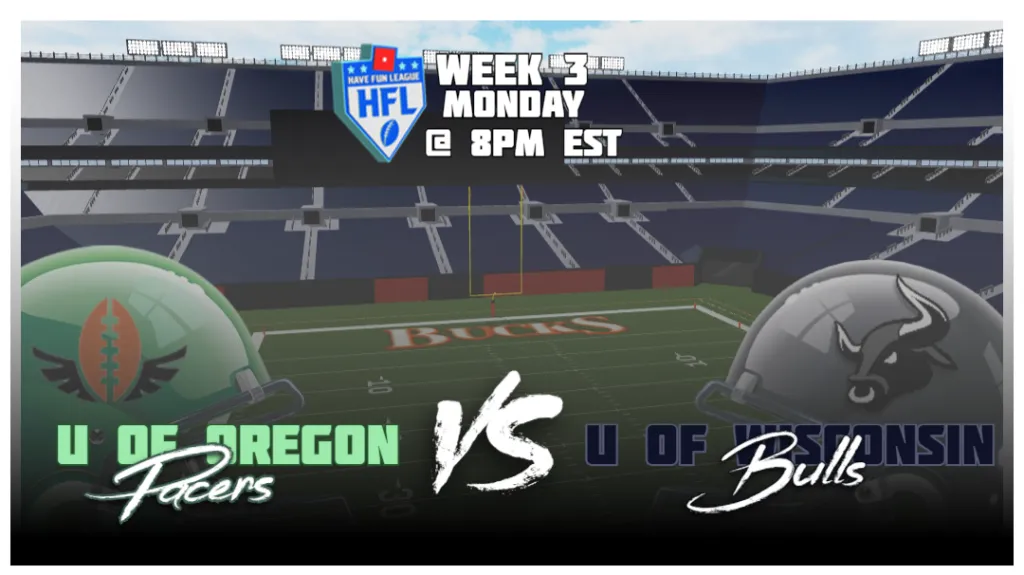 HAVE FUN LEAGUE
HFL
WEEK 3
MONDAY
@ 8PM EST
BUCKS
10
10
VS
U OF OREGON
Pacers
U OF WISCONSIN
Bulls